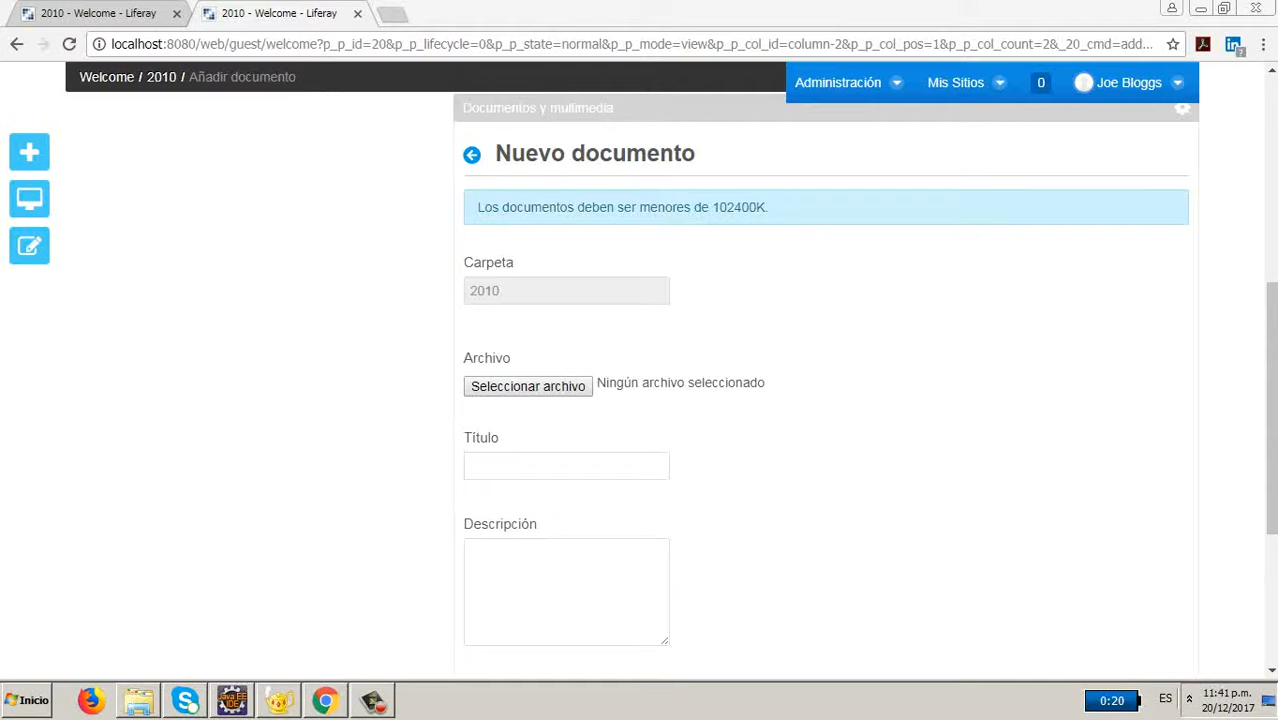 2010 - Welcome - Liferay
2010 - Welcome - Liferay
localhost:8080/web/guest/welcome?p_p_id=20&p_p_lifecycle=0&p_p_state=normal&p_p_mode=view&p_p_col_id=column-2&p_p_col_pos=1&p_p_col_count=2&_20_cmd=add...
Welcome / 2010 / Añadir documento
Administración
Mis Sitios
0
Joe Bloggs
Documentos y multimedia
Nuevo documento
Los documentos deben ser menores de 102400K.
Carpeta
2010
Archivo
Seleccionar archivo
Ningún archivo seleccionado
Título
Descripción
Inicio
Java EE
IDE
0:20
ES
11:41 p.m.
20/12/2017